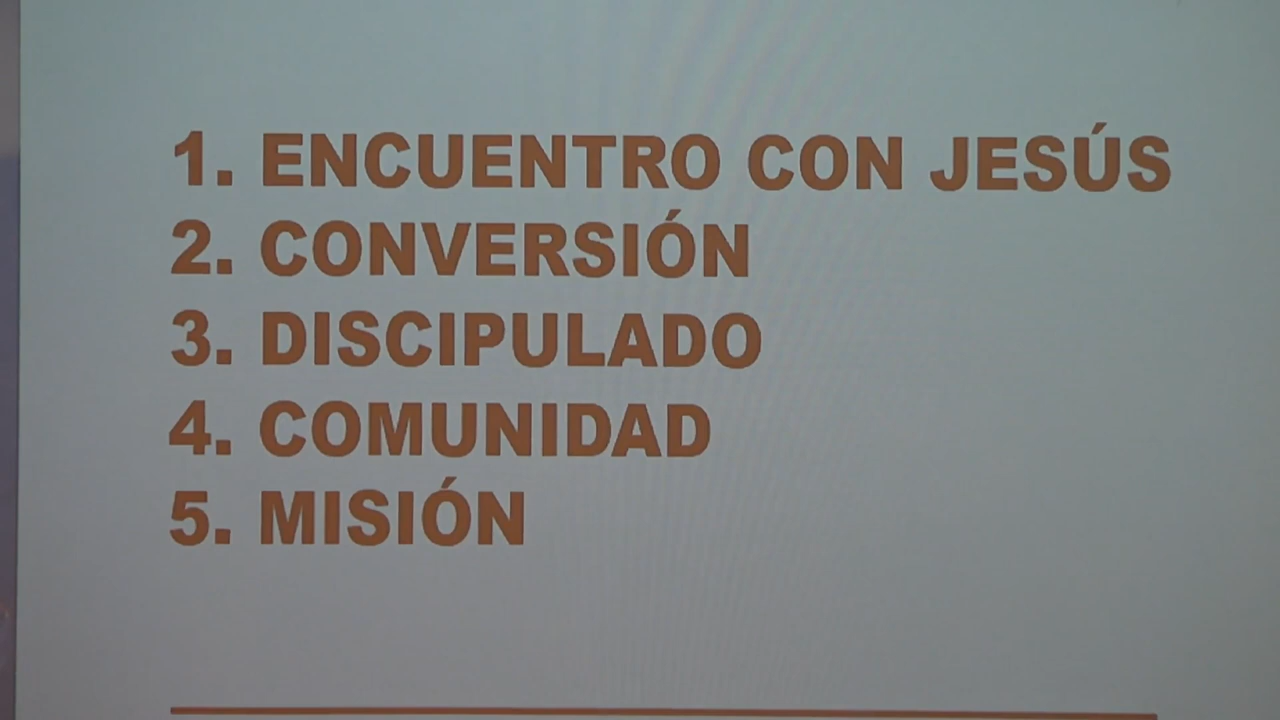 1. ENCUENTRO CON JESÚS
2. CONVERSIÓN
3. DISCIPULADO
4. COMUNIDAD
5. MISIÓN